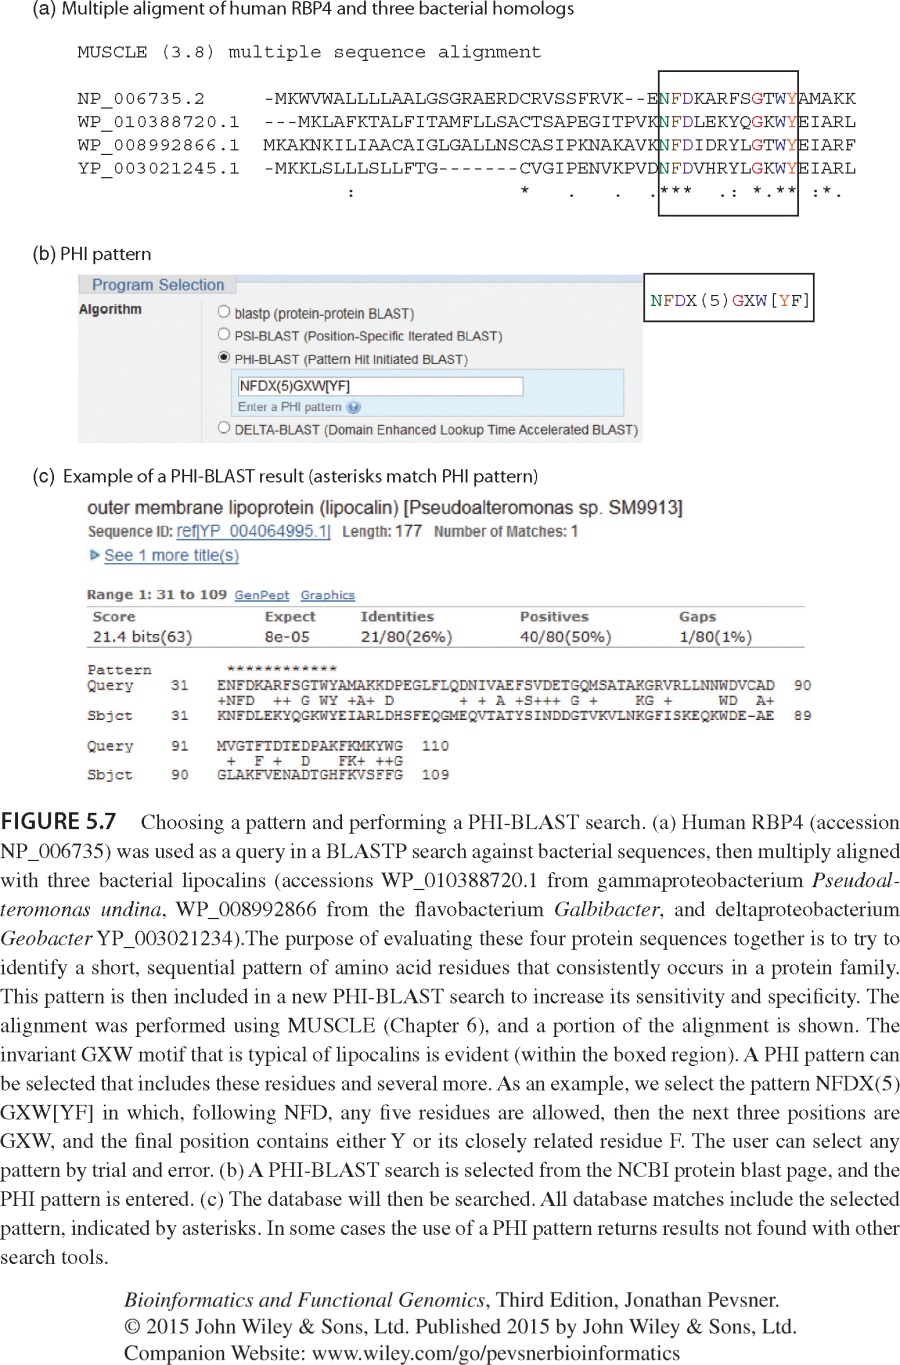 (a) Multiple aligment of human RBP4 and three bacterial homologs
MUSCLE (3.8) multiple sequence alignment
NP_006735.2 -MKWVWALLLLAALGSGRAERDCRVSSFRVK--ENFDKARFSGTWYAMAKK
WP_010388720.1 ---MKLAFKTALFITAMFLLSACTSAPEGITPVKNFDLEKYQGKWYEIARL
WP_008992866.1 MKAKNKILIAACAIGLGALLNSCASIPKNAKAVKNFDIDRYLGTWYEIARF
YP_003021245.1 -MKKLSLLLSLLFTG-------CVGIPENVKPVDNFDVHRYLGKWYEIARL
: * . . .*** .: *.** :*.
(b) PHI pattern
Program Selection
Algorithm
blastp (protein-protein BLAST)
PSI-BLAST (Position-Specific Iterated BLAST)
PHI-BLAST (Pattern Hit Initiated BLAST)
NFDX(5)GXW[YF]
Enter a PHI pattern ?
DELTA-BLAST (Domain Enhanced Lookup Time Accelerated BLAST)
NFDX(5)GXW[YF]
(c) Example of a PHI-BLAST result (asterisks match PHI pattern)
outer membrane lipoprotein (lipocalin) [Pseudoalteromonas sp. SM9913]
Sequence ID: ref|YP_004064995.1| Length: 177 Number of Matches: 1
See 1 more title(s)
Range 1: 31 to 109 GenPept Graphics
Score Expect Identities Positives Gaps
21.4 bits(63) 8e-05 21/80(26%) 40/80(50%) 1/80(1%)
Pattern ************
Query 31 ENFDKARFSGTWYAMAKKDPEGLFLQDNIVAEFSVDETGQMSATAKGRVRLLNNWDVCAD 90
+NFD ++ G WY +A+ D + + A +S+++ G + KG + WD A+
Sbjct 31 KNFDLEKYQGKWYEIARLDHSFEQGMEQVTATYSINDDGTVKVLNKGFISKEQKWDE-AE 89
Query 91 MVGTFTDTEDPAKFKMKYWG 110
+ F + D FK+ ++G
Sbjct 90 GLAKFVENADTGHFKVSFFG 109
FIGURE 5.7 Choosing a pattern and performing a PHI-BLAST search. (a) Human RBP4 (accession
NP_006735) was used as a query in a BLASTP search against bacterial sequences, then multiply aligned
with three bacterial lipocalins (accessions WP_010388720.1 from gammaproteobacterium Pseudoal-
teromonas undina, WP_008992866 from the flavobacterium Galbibacter, and deltaproteobacterium
Geobacter YP_003021234).The purpose of evaluating these four protein sequences together is to try to
identify a short, sequential pattern of amino acid residues that consistently occurs in a protein family.
This pattern is then included in a new PHI-BLAST search to increase its sensitivity and specificity. The
alignment was performed using MUSCLE (Chapter 6), and a portion of the alignment is shown. The
invariant GXW motif that is typical of lipocalins is evident (within the boxed region). A PHI pattern can
be selected that includes these residues and several more. As an example, we select the pattern NFDX(5)
GXW[YF] in which, following NFD, any five residues are allowed, then the next three positions are
GXW, and the final position contains either Y or its closely related residue F. The user can select any
pattern by trial and error. (b) A PHI-BLAST search is selected from the NCBI protein blast page, and the
PHI pattern is entered. (c) The database will then be searched. All database matches include the selected
pattern, indicated by asterisks. In some cases the use of a PHI pattern returns results not found with other
search tools.
Bioinformatics and Functional Genomics, Third Edition, Jonathan Pevsner.
© 2015 John Wiley & Sons, Ltd. Published 2015 by John Wiley & Sons, Ltd.
Companion Website: www.wiley.com/go/pevsnerbioinformatics